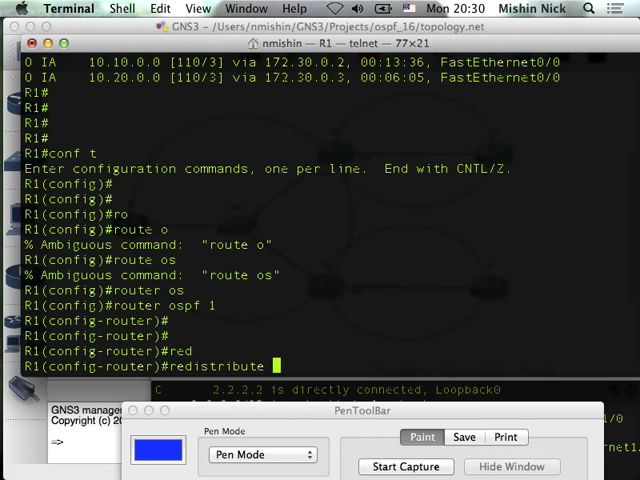 Terminal Shell Edit View Window Help Mon 20:30 Mishin Nick
GNS3 — /Users/nmishin/GNS3/Projects/ospf_16/topology.net
nmishin — R1 — telnet — 77×21
O IA 10.10.0.0 [110/3] via 172.30.0.2, 00:13:36, FastEthernet0/0
O IA 10.20.0.0 [110/3] via 172.30.0.3, 00:06:05, FastEthernet0/0
R1#
R1#
R1#
R1#
R1#conf t
Enter configuration commands, one per line. End with CNTL/Z.
R1(config)#
R1(config)#
R1(config)#ro
R1(config)#route o
% Ambiguous command: "route o"
R1(config)#route os
% Ambiguous command: "route os"
R1(config)#router os
R1(config)#router ospf 1
R1(config-router)#
R1(config-router)#
R1(config-router)#red
R1(config-router)#redistribute
C 2.2.2.2 is directly connected, Loopback0
GNS3 manage
Copyright (c) 20
=>
PenToolBar
Pen Mode
Pen Mode
Paint Save Print
Start Capture Hide Window